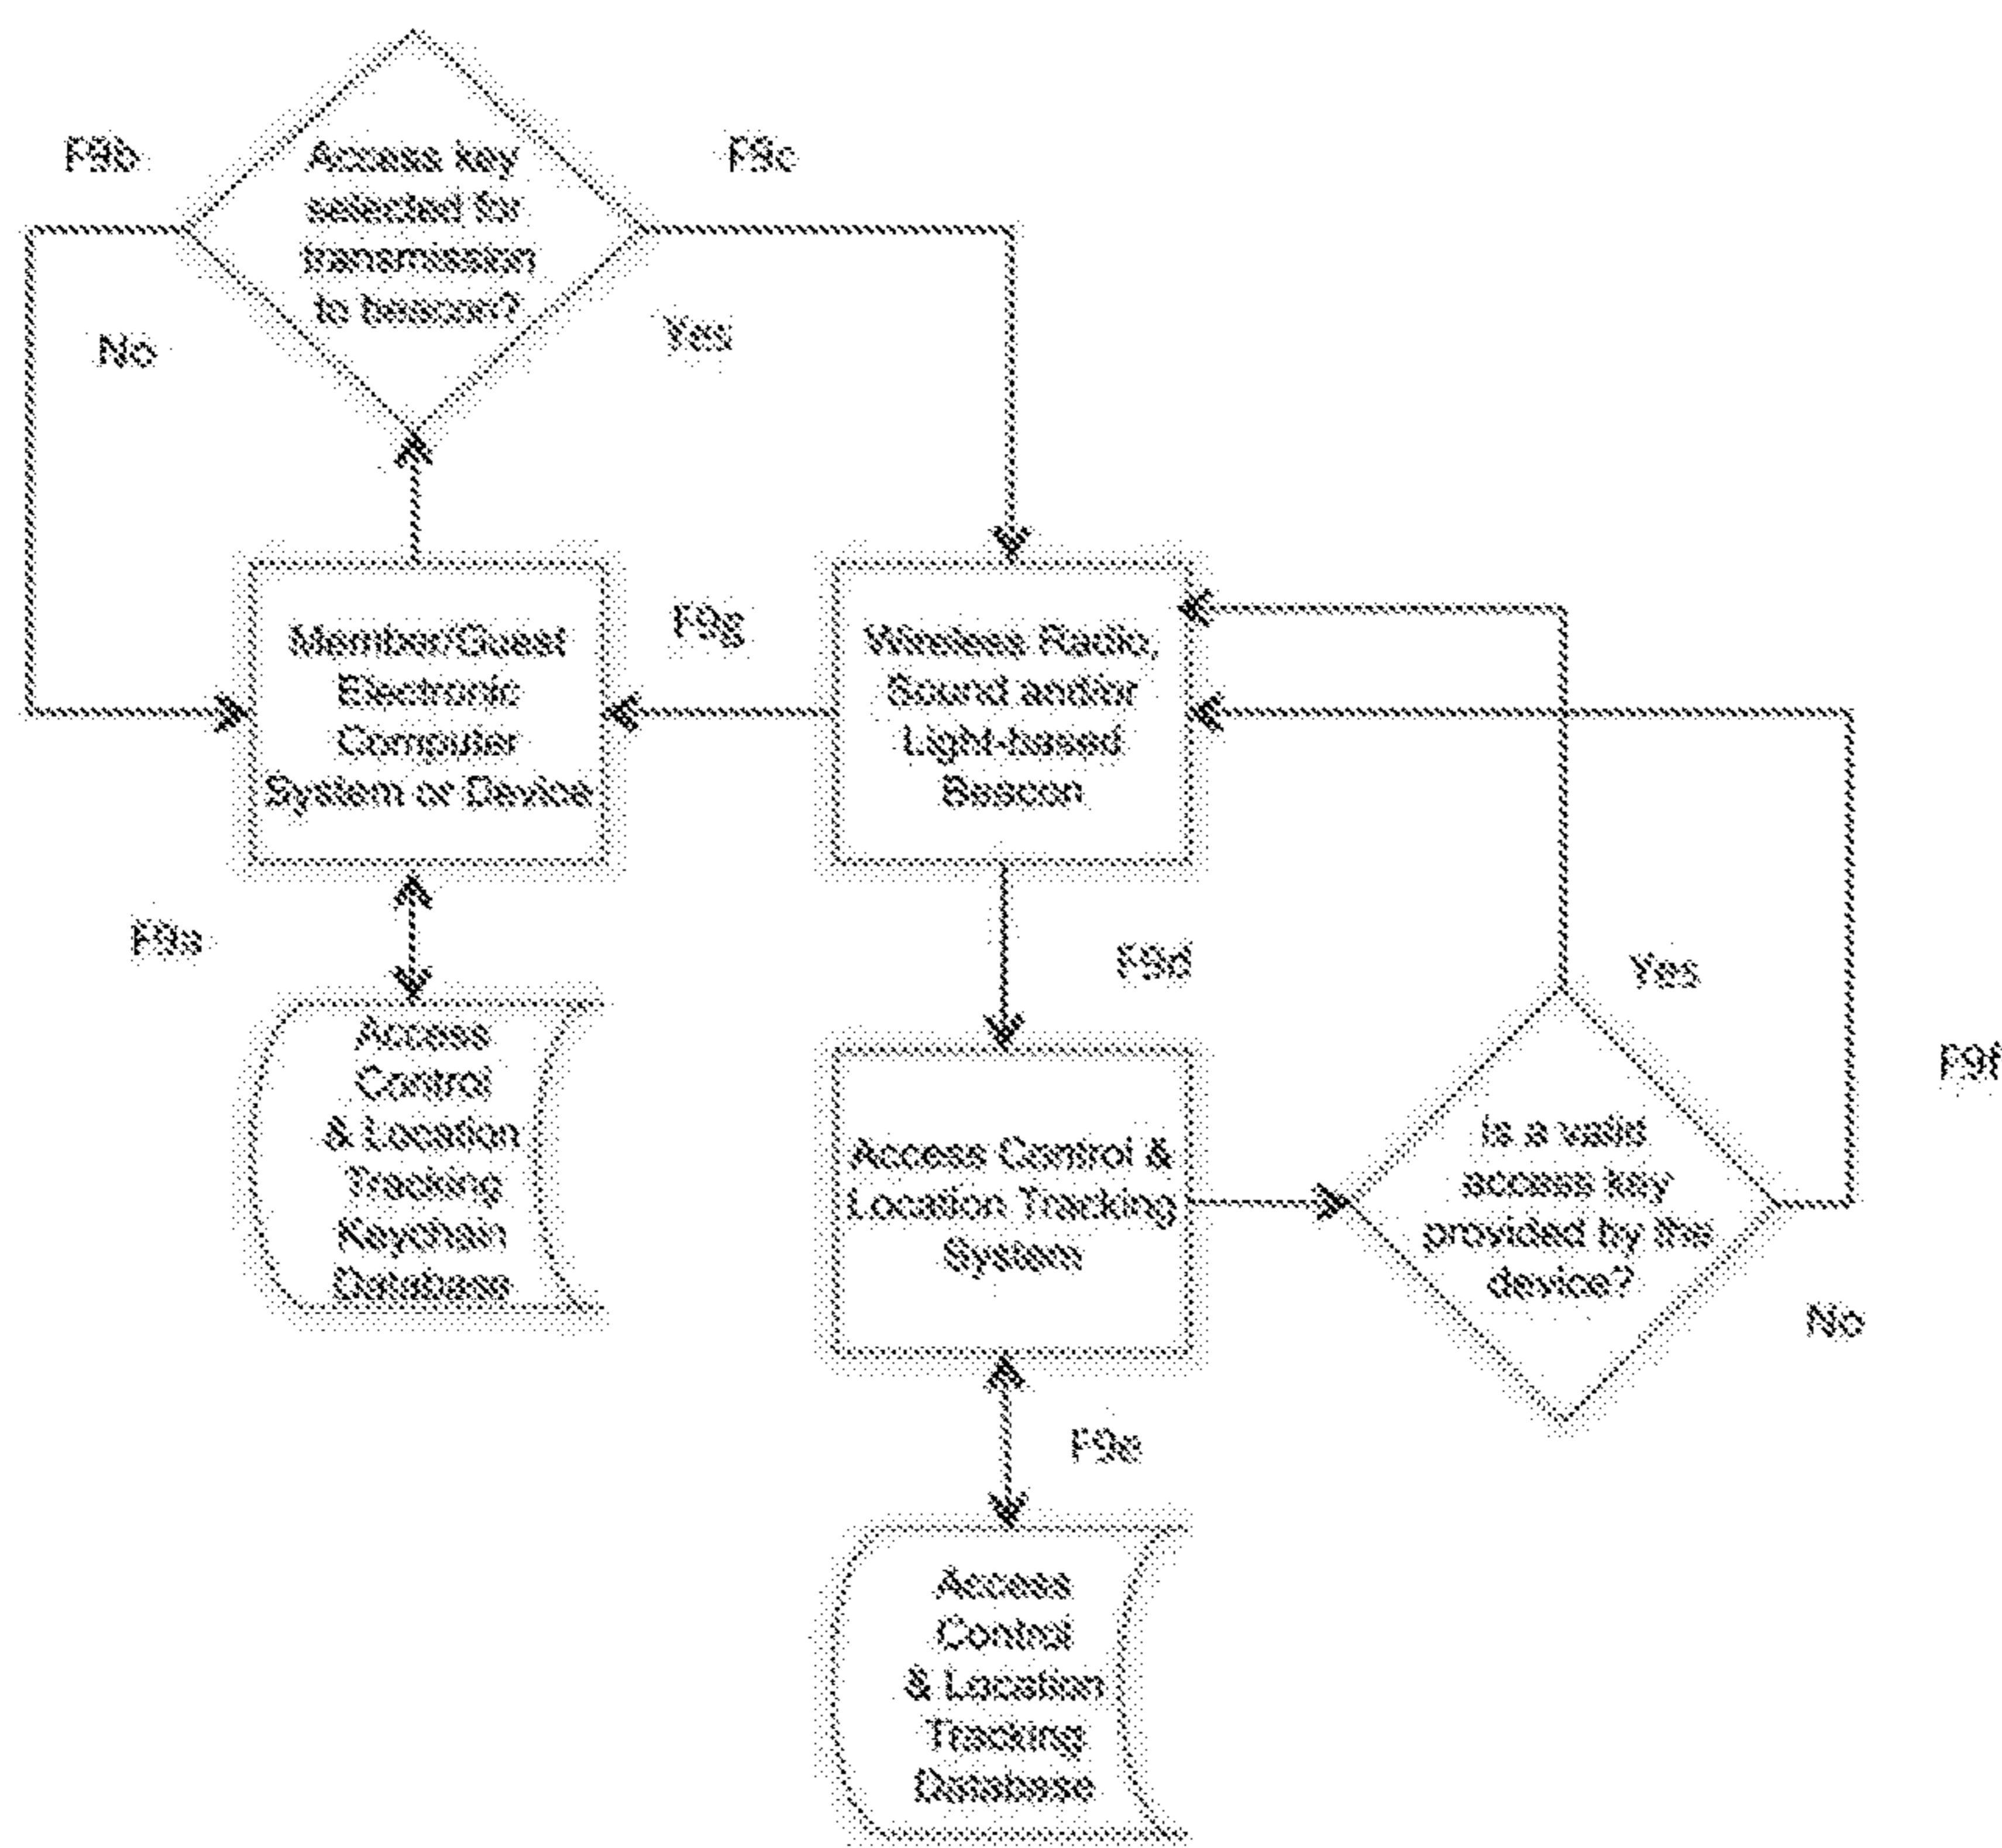 F9b
Access key
selected for
transmission
to beacon?
F9c
No
Yes
Member/Guest
Electronic
Computer
System or Device
F9g
Wireless Radio,
Sound and/or
Light-based
Beacon
F9a
F9d
Yes
F9f
Access
Control
& Location
Tracking
Keychain
Database
Access Control &
Location Tracking
System
Is a valid
access key
provided by the
device?
No
F9e
Access
Control
& Location
Tracking
Database